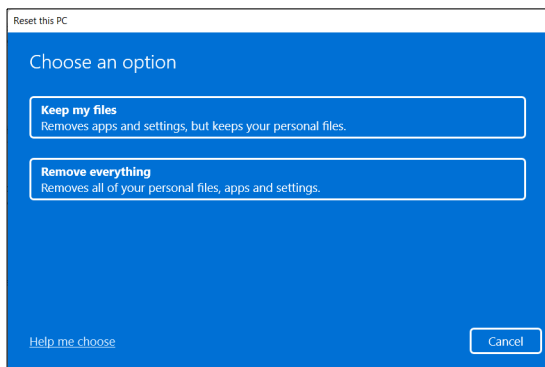 Reset this PC
Choose an option
Keep my files
Removes apps and settings, but keeps your personal files.
Remove everything
Removes all of your personal files, apps and settings.
Help me choose
Cancel